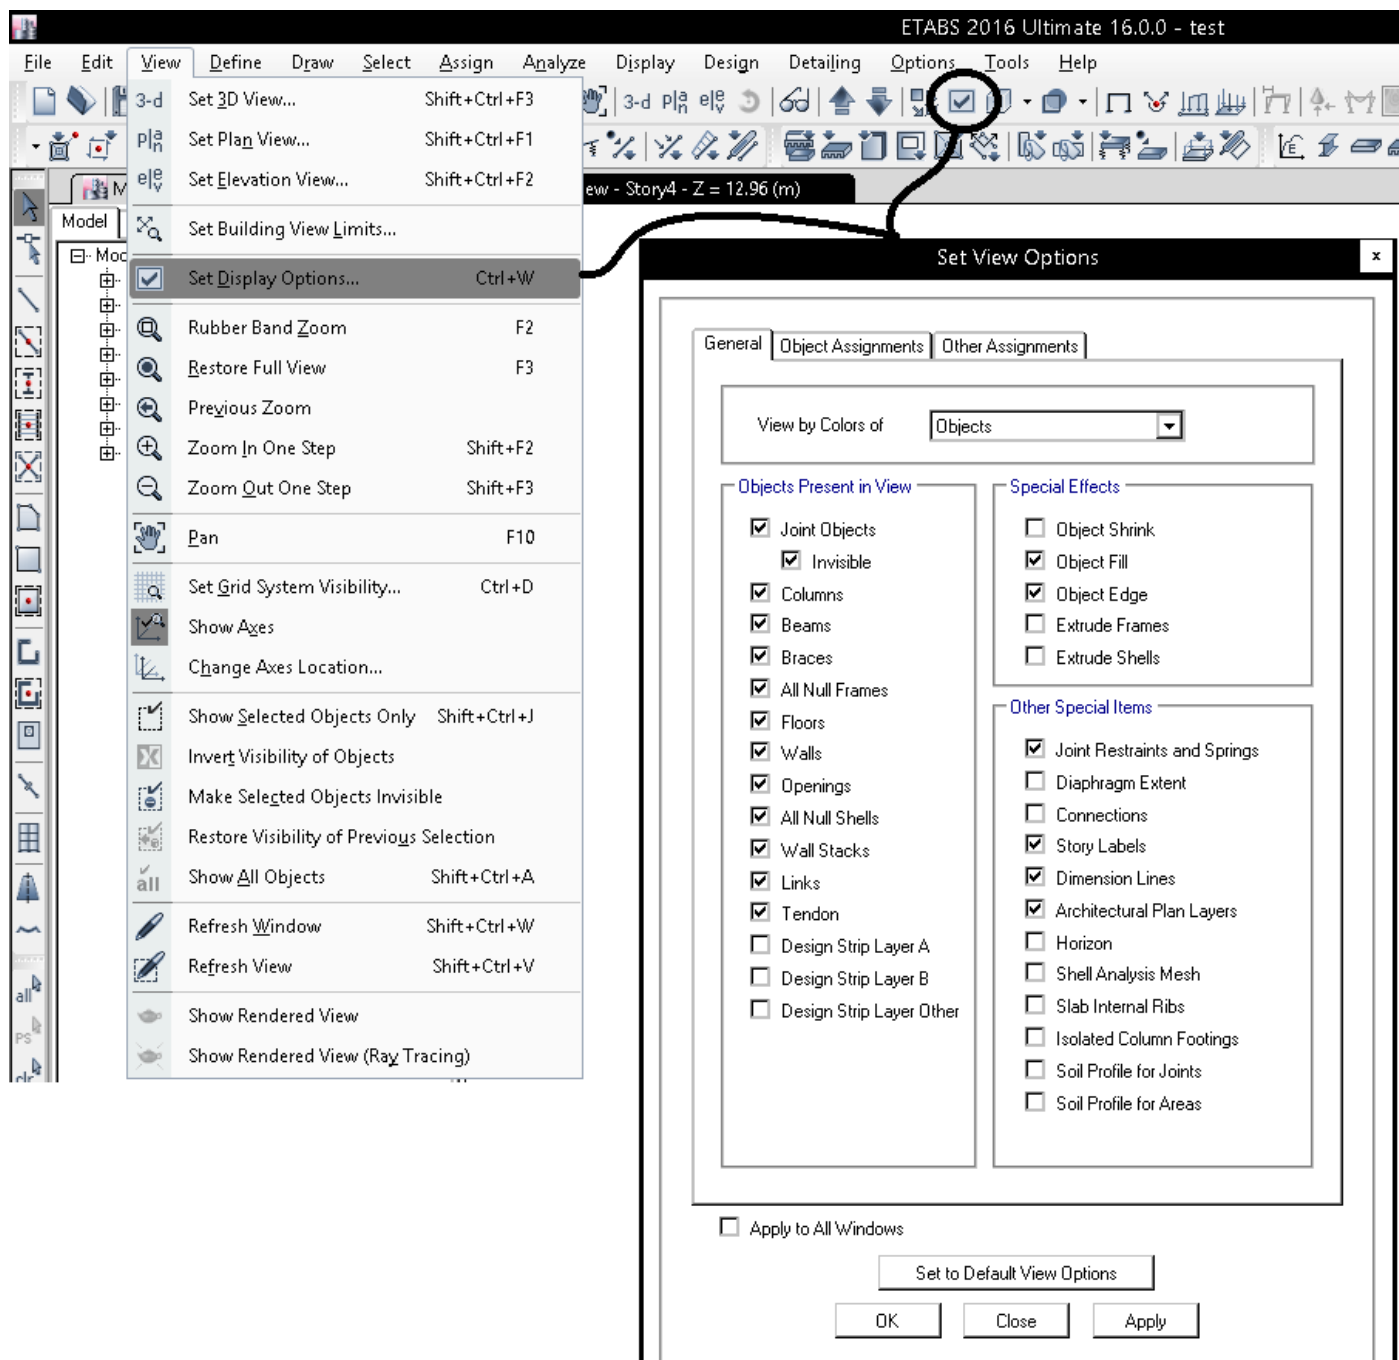 ETABS 2016 Ultimate 16.0.0 - test
File Edit View Define Draw Select Assign Analyze Display Design Detailing Options Tools Help
3-d
ew - Story4 - Z = 12.96 (m)
Model
3-d Set 3D View... Shift+Ctrl+F3
Set Plan View... Shift+Ctrl+F1
Set Elevation View... Shift+Ctrl+F2
Set Building View Limits...
Set Display Options... Ctrl+W
Rubber Band Zoom F2
Restore Full View F3
Previous Zoom
Zoom In One Step Shift+F2
Zoom Out One Step Shift+F3
Pan F10
Set Grid System Visibility... Ctrl+D
Show Axes
Change Axes Location...
Show Selected Objects Only Shift+Ctrl+J
Invert Visibility of Objects
Make Selected Objects Invisible
Restore Visibility of Previous Selection
all Show All Objects Shift+Ctrl+A
Refresh Window Shift+Ctrl+W
Refresh View Shift+Ctrl+V
Show Rendered View
Show Rendered View (Ray Tracing)
all
PS
clr
Set View Options
x
General Object Assignments Other Assignments
View by Colors of Objects
Objects Present in View
Joint Objects
Invisible
Columns
Beams
Braces
All Null Frames
Floors
Walls
Openings
All Null Shells
Wall Stacks
Links
Tendon
Design Strip Layer A
Design Strip Layer B
Design Strip Layer Other
Special Effects
Object Shrink
Object Fill
Object Edge
Extrude Frames
Extrude Shells
Other Special Items
Joint Restraints and Springs
Diaphragm Extent
Connections
Story Labels
Dimension Lines
Architectural Plan Layers
Horizon
Shell Analysis Mesh
Slab Internal Ribs
Isolated Column Footings
Soil Profile for Joints
Soil Profile for Areas
Apply to All Windows
Set to Default View Options
OK Close Apply